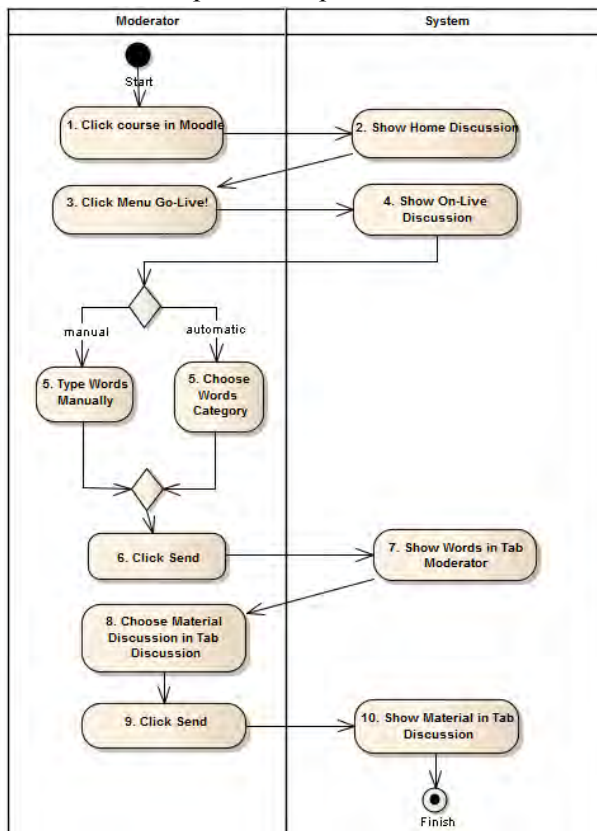 Moderator
System
Start
1. Click course in Moodle
2. Show Home Discussion
3. Click Menu Go-Live!
4. Show On-Live
Discussion
manual
automatic
5. Type Words
Manually
5. Choose
Words
Category
6. Click Send
7. Show Words in Tab
Moderator
8. Choose Material
Discussion in Tab
Discussion
9. Click Send
10. Show Material in Tab
Discussion
Finish